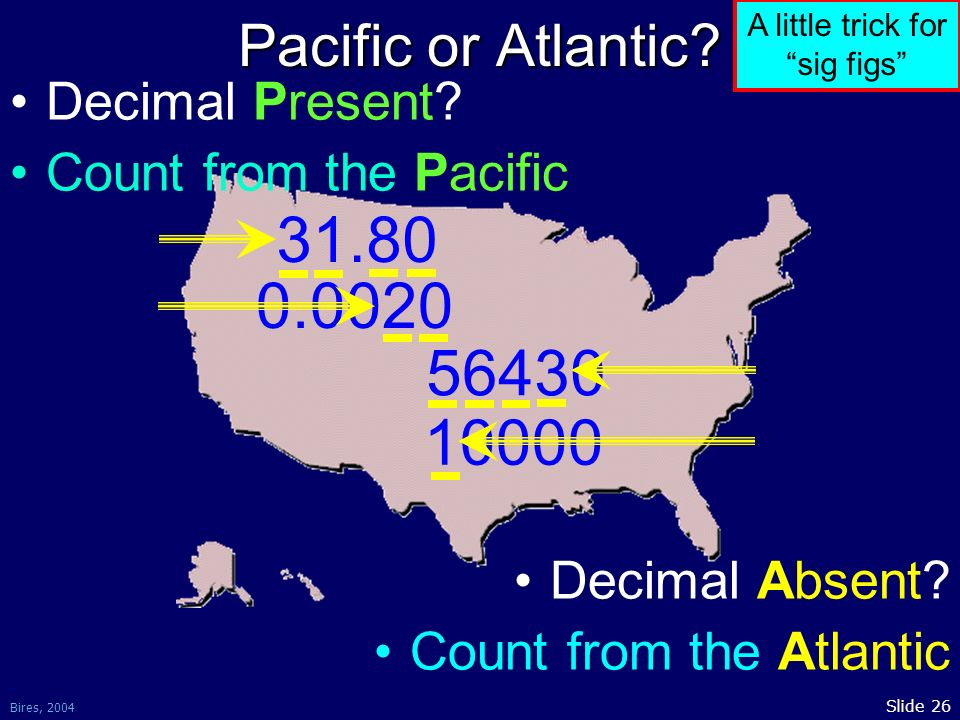 Pacific or Atlantic?
A little trick for
“sig figs”
• Decimal Present?
• Count from the Pacific
31.80
0.0020
56430
10000
• Decimal Absent?
• Count from the Atlantic
Bires, 2004
Slide 26